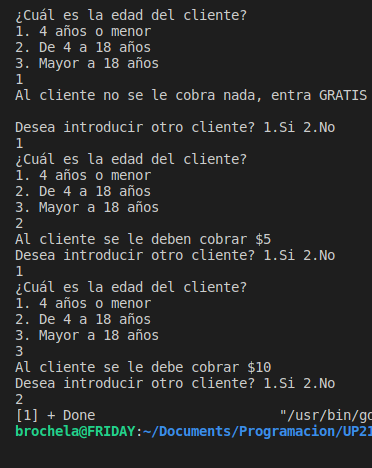 ¿Cuál es la edad del cliente?
1. 4 años o menor
2. De 4 a 18 años
3. Mayor a 18 años
1
Al cliente no se le cobra nada, entra GRATIS

Desea introducir otro cliente? 1.Si 2.No
1
¿Cuál es la edad del cliente?
1. 4 años o menor
2. De 4 a 18 años
3. Mayor a 18 años
2
Al cliente se le deben cobrar $5
Desea introducir otro cliente? 1.Si 2.No
1
¿Cuál es la edad del cliente?
1. 4 años o menor
2. De 4 a 18 años
3. Mayor a 18 años
3
Al cliente se le debe cobrar $10
Desea introducir otro cliente? 1.Si 2.No
2
[1] + Done "/usr/bin/gd
brochela@FRIDAY:~/Documents/Programacion/UP21